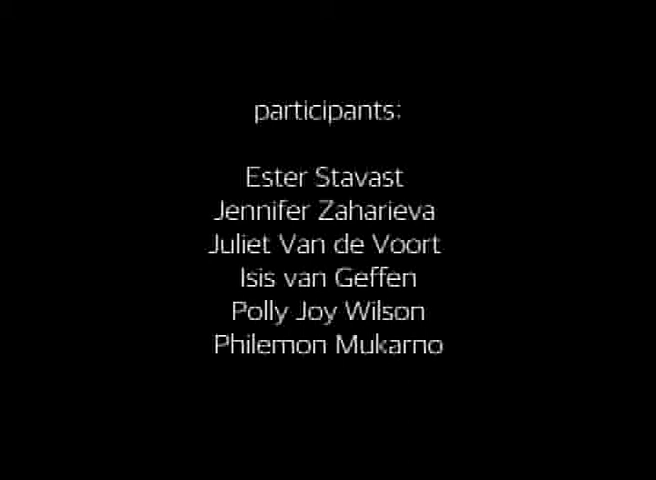 participants:
Ester Stavast
Jennifer Zaharieva
Juliet Van de Voort
Isis van Geffen
Polly Joy Wilson
Philemon Mukarno